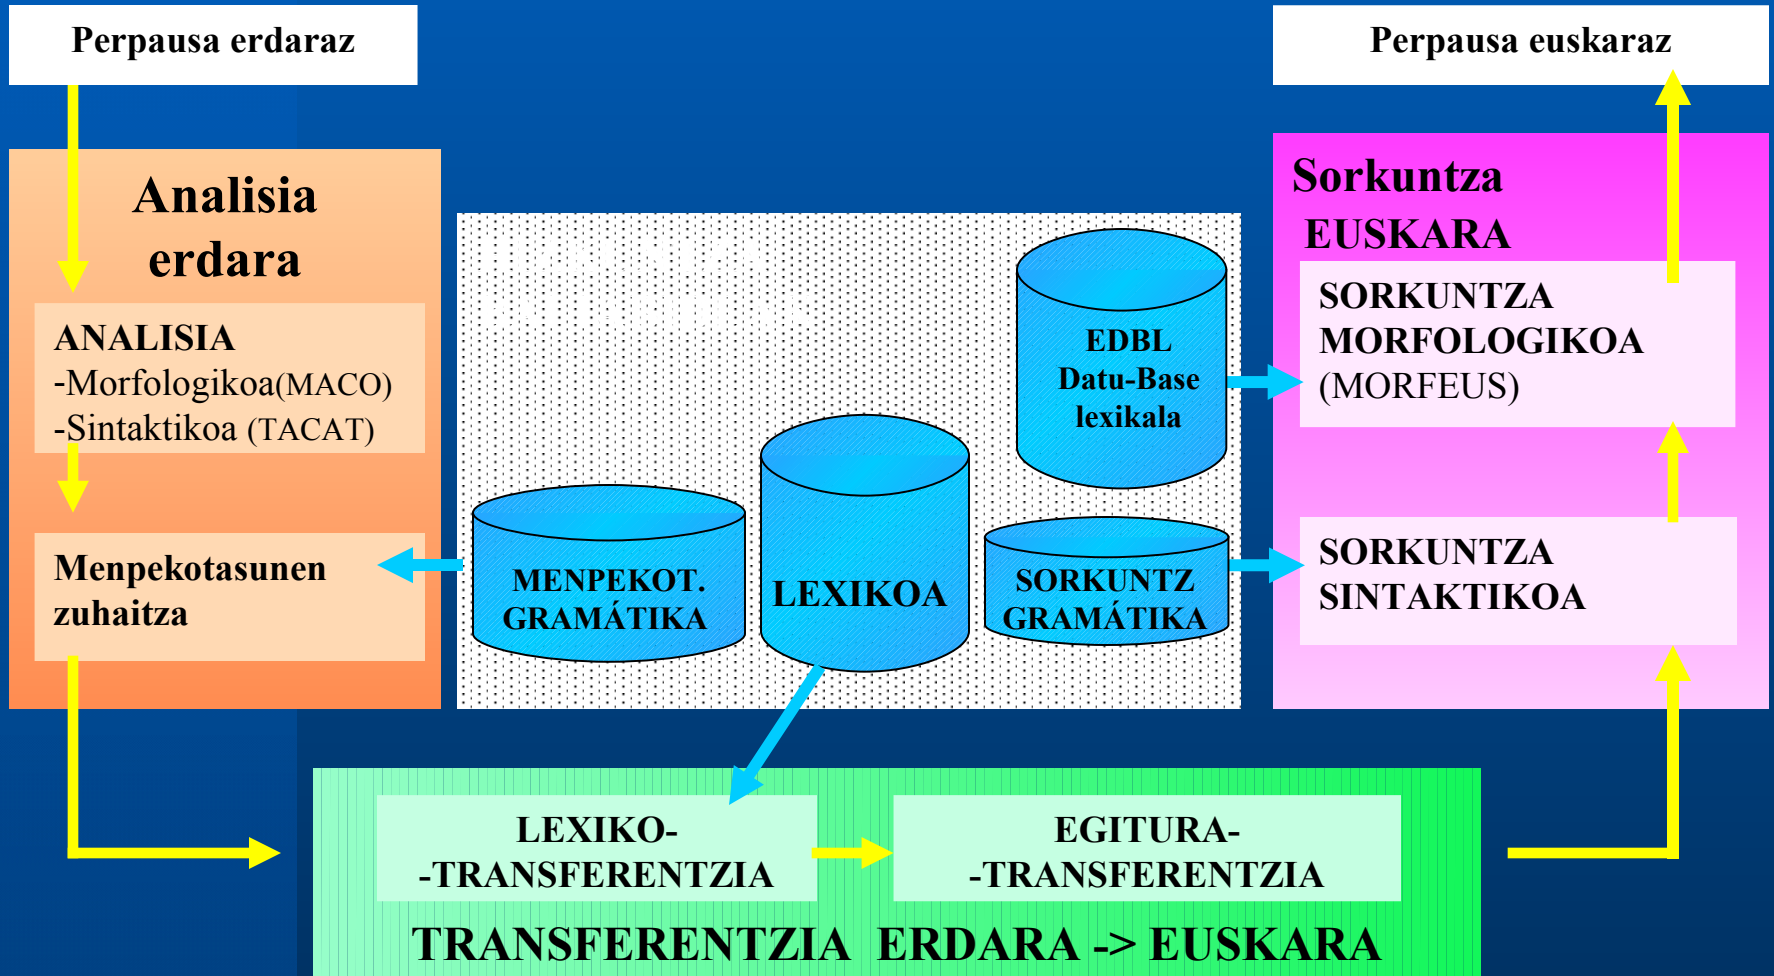 Perpausa erdaraz
Analisia
erdara
ANALISIA
-Morfologikoa(MACO)
-Sintaktikoa (TACAT)
Menpekotasunen
zuhaitza
MENPEKOT.
GRAMÁTIKA
LEXIKOA
EDBL
Datu-Base
lexikala
SORKUNTZ
GRAMÁTIKA
Perpausa euskaraz
Sorkuntza
EUSKARA
SORKUNTZA
MORFOLOGIKOA
(MORFEUS)
SORKUNTZA
SINTAKTIKOA
LEXIKO-
-TRANSFERENTZIA
EGITURA-
-TRANSFERENTZIA
TRANSFERENTZIA ERDARA -> EUSKARA